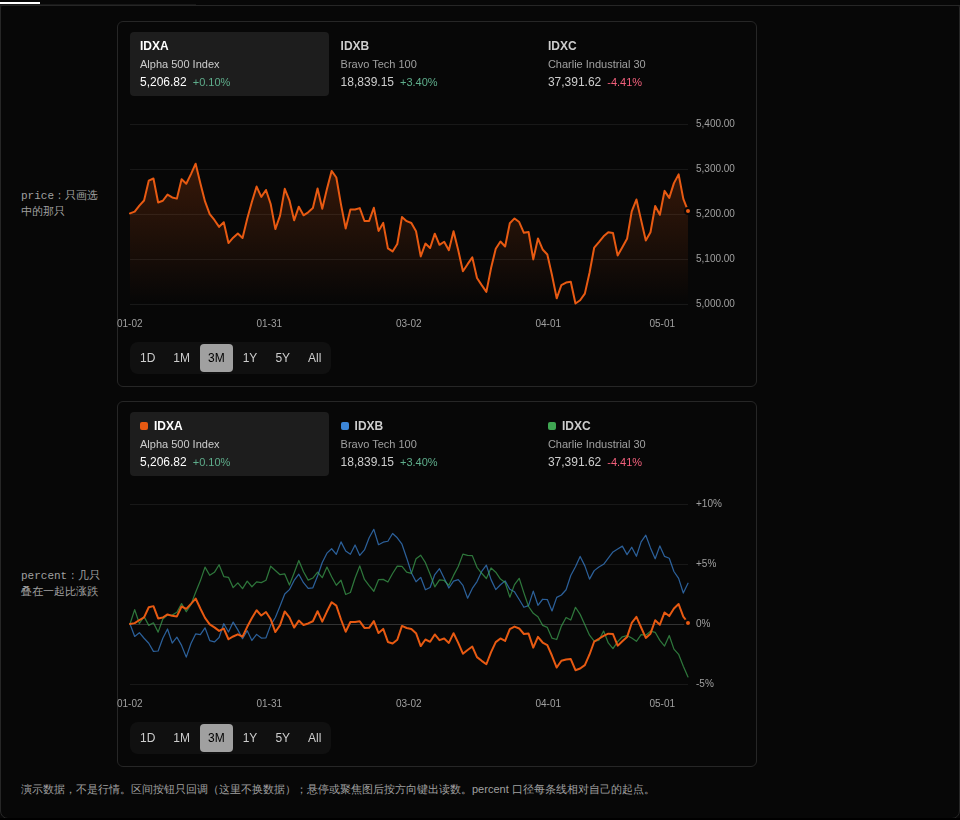 IDXA
Alpha 500 Index
5,206.82 +0.10%
IDXB
Bravo Tech 100
18,839.15 +3.40%
IDXC
Charlie Industrial 30
37,391.62 -4.41%
price：只画选
中的那只
5,400.00
5,300.00
5,200.00
5,100.00
5,000.00
01-02 01-31 03-02 04-01 05-01
1D 1M 3M 1Y 5Y All
IDXA
Alpha 500 Index
5,206.82 +0.10%
IDXB
Bravo Tech 100
18,839.15 +3.40%
IDXC
Charlie Industrial 30
37,391.62 -4.41%
percent：几只
叠在一起比涨跌
+10%
+5%
0%
-5%
01-02 01-31 03-02 04-01 05-01
1D 1M 3M 1Y 5Y All
演示数据，不是行情。区间按钮只回调（这里不换数据）；悬停或聚焦图后按方向键出读数。percent 口径每条线相对自己的起点。